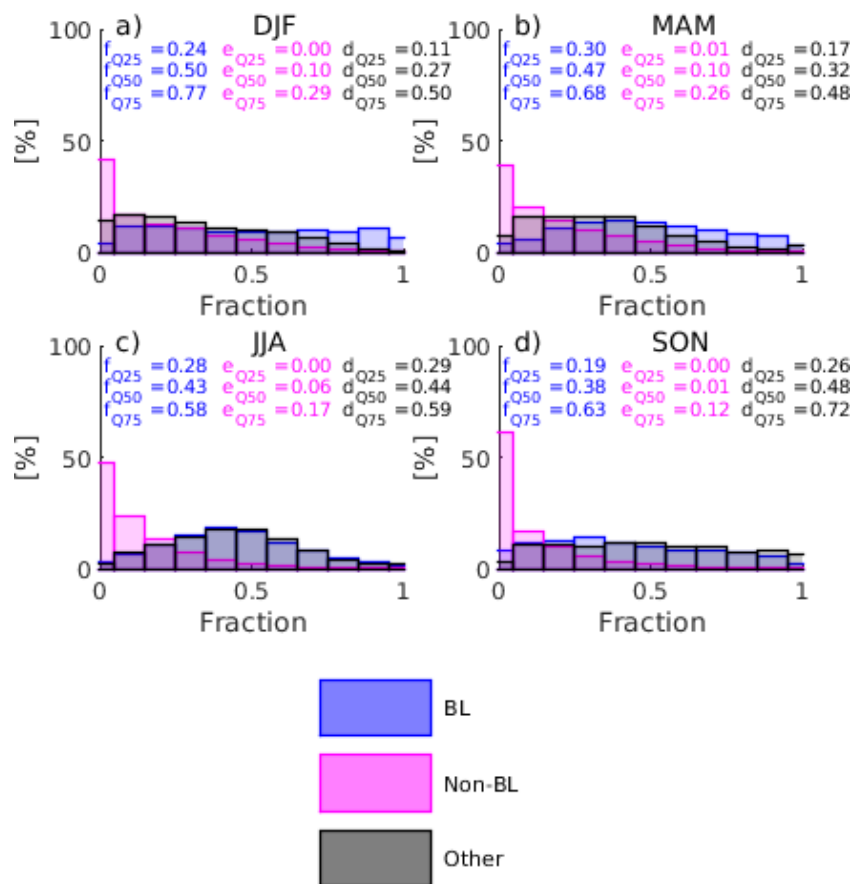 a) DJF
100
50
0
[%]
f_Q25 =0.24 e_Q25 =0.00 d_Q25 =0.11
f_Q50 =0.50 e_Q50 =0.10 d_Q50 =0.27
f_Q75 =0.77 e_Q75 =0.29 d_Q75 =0.50
0 0.5 1
Fraction
b) MAM
100
50
0
[%]
f_Q25 =0.30 e_Q25 =0.01 d_Q25 =0.17
f_Q50 =0.47 e_Q50 =0.10 d_Q50 =0.32
f_Q75 =0.68 e_Q75 =0.26 d_Q75 =0.48
0 0.5 1
Fraction
c) JJA
100
50
0
[%]
f_Q25 =0.28 e_Q25 =0.00 d_Q25 =0.29
f_Q50 =0.43 e_Q50 =0.06 d_Q50 =0.44
f_Q75 =0.58 e_Q75 =0.17 d_Q75 =0.59
0 0.5 1
Fraction
d) SON
100
50
0
[%]
f_Q25 =0.19 e_Q25 =0.00 d_Q25 =0.26
f_Q50 =0.38 e_Q50 =0.01 d_Q50 =0.48
f_Q75 =0.63 e_Q75 =0.12 d_Q75 =0.72
0 0.5 1
Fraction
BL
Non-BL
Other